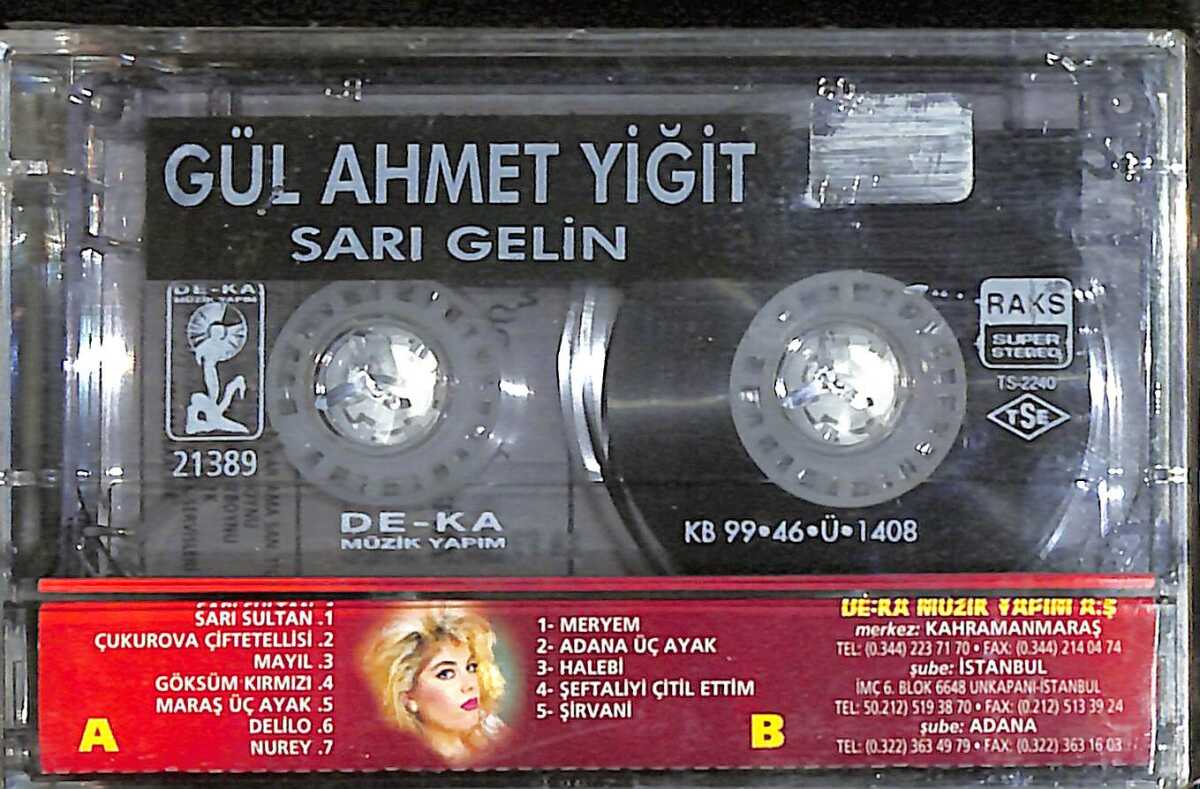 GÜL AHMET YİĞİT
SARI GELİN
DE-KA
MÜZİK YAPIM
21389
RAKS
SUPER
STEREO
TS-2240
TSE
DE-KA
MÜZİK YAPIM
KB 99•46•Ü•1408
SARI SULTAN .1
ÇUKUROVA ÇİFTETELLİSİ .2
MAYIL .3
GÖKSÜM KIRMIZI .4
MARAŞ ÜÇ AYAK .5
DELİLO .6
NUREY .7
A
1- MERYEM
2- ADANA ÜÇ AYAK
3- HALEBİ
4- ŞEFTALİYİ ÇİTİL ETTİM
5- ŞİRVANİ
B
DE-KA MÜZİK YAPIM A.Ş
merkez: KAHRAMANMARAŞ
TEL: (0.344) 223 71 70 • FAX: (0.344) 214 04 74
şube: İSTANBUL
İMÇ 6. BLOK 6648 UNKAPANI-İSTANBUL
TEL: 50.212) 519 38 70 • FAX: (0.212) 513 39 24
şube: ADANA
TEL: (0.322) 363 49 79 • FAX: (0.322) 363 16 03